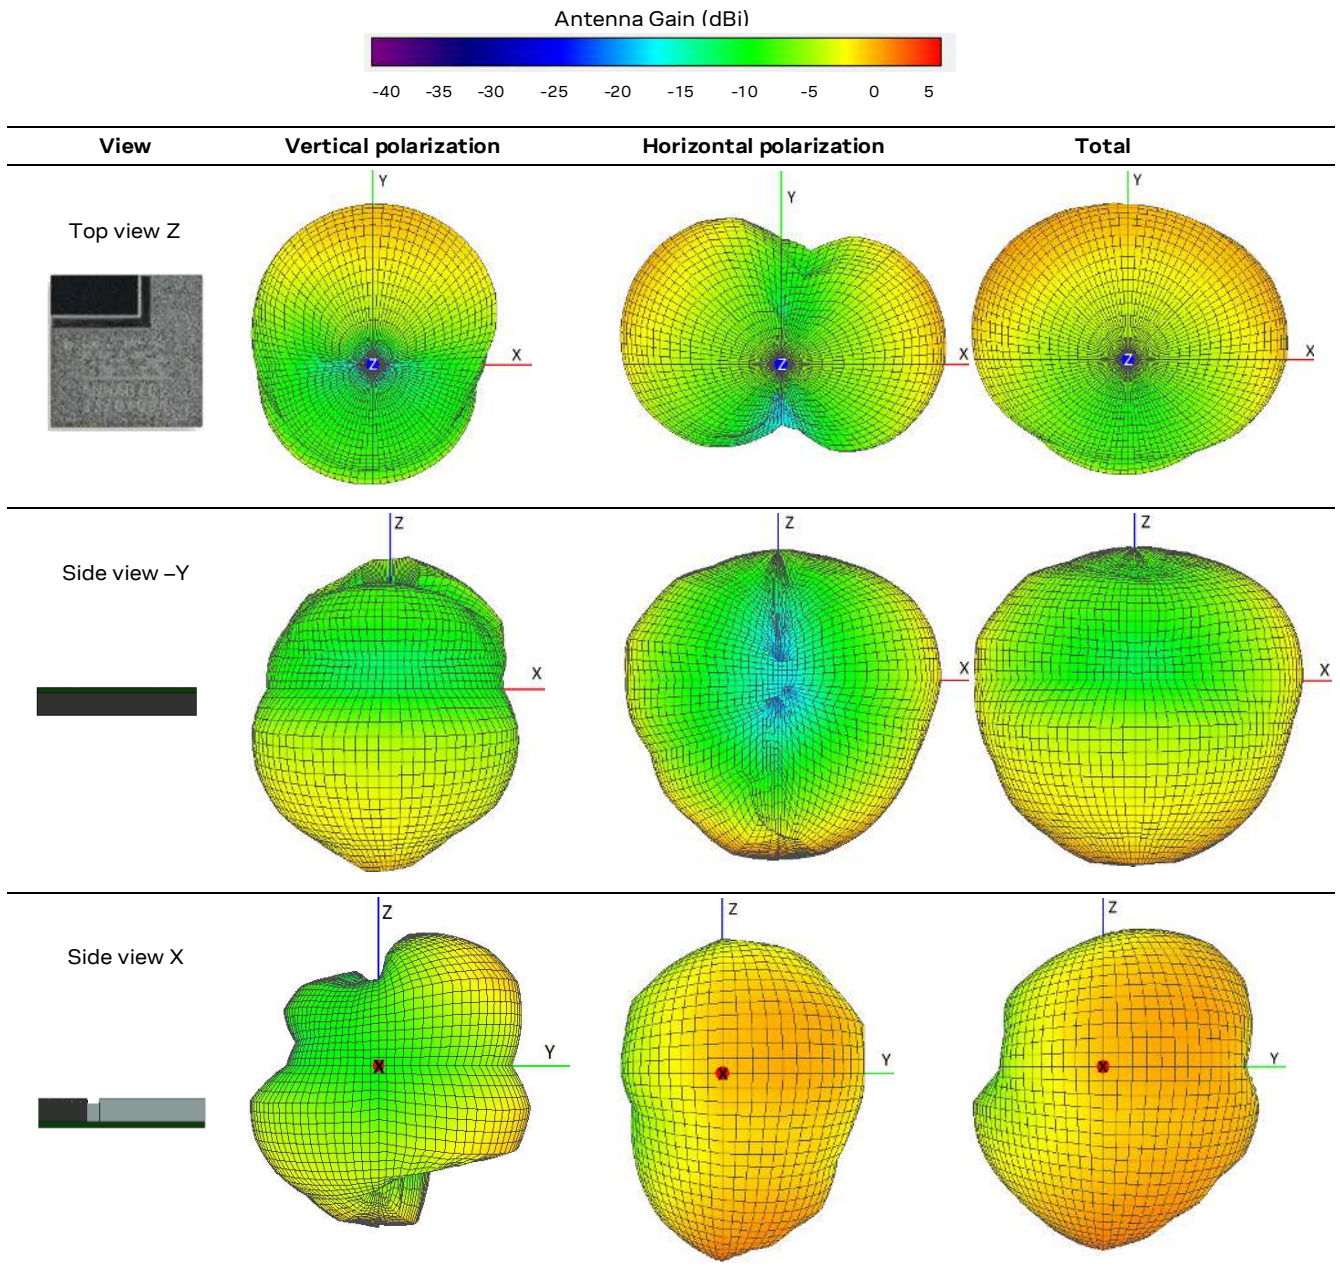 Antenna Gain (dBi)
-40 -35 -30 -25 -20 -15 -10 -5 0 5
View Vertical polarization Horizontal polarization Total
Y Y Y
Top view Z
X X X
Z Z Z
Z Z Z
Side view –Y
X X X
Z Z Z
Side view X
Y Y Y
X X X